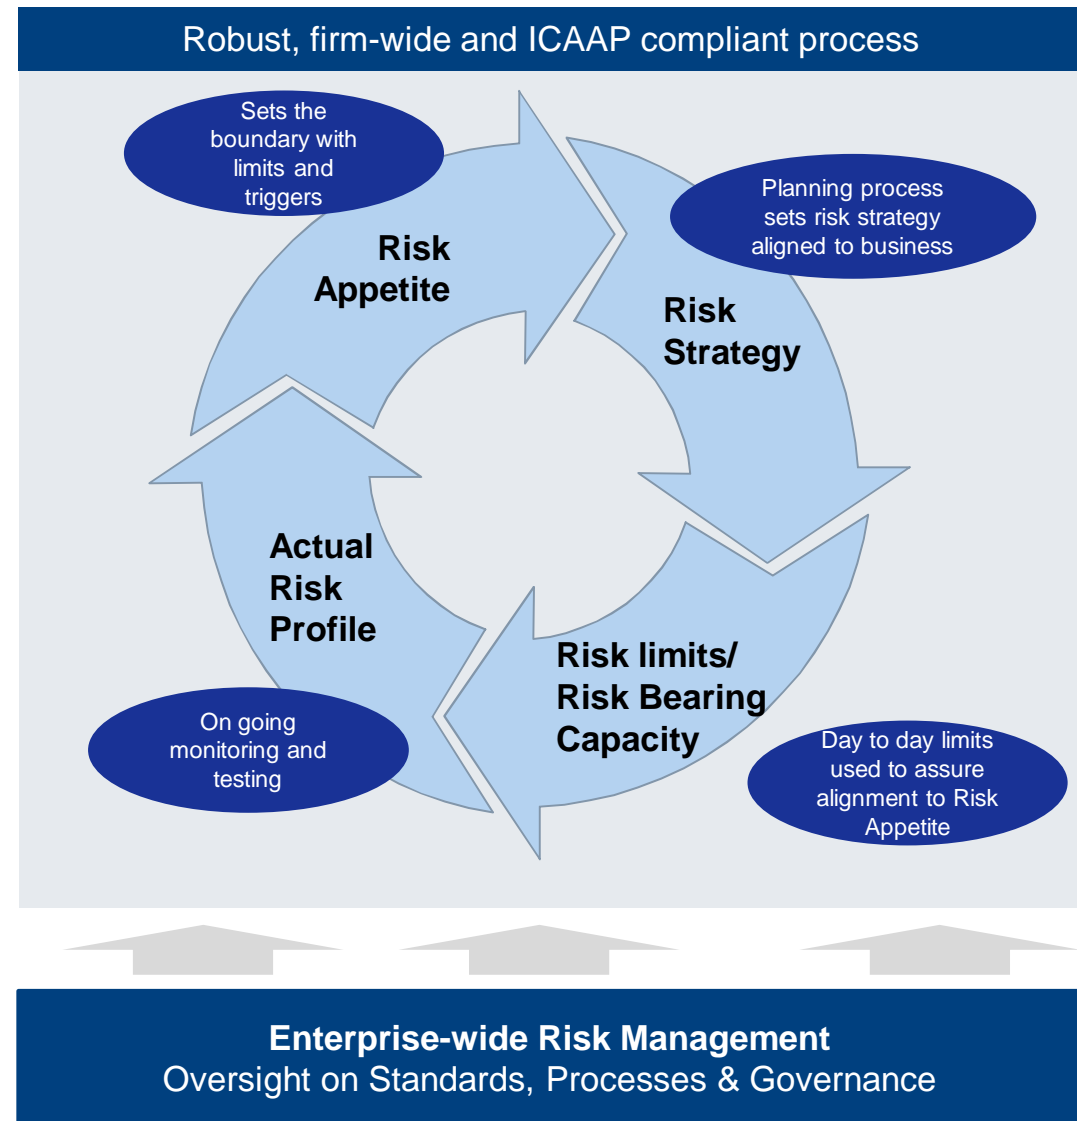 Robust, firm-wide and ICAAP compliant process
Sets the
boundary with
limits and
triggers
Risk
Appetite
Planning process
sets risk strategy
aligned to business
Risk
Strategy
Risk limits/
Risk Bearing
Capacity
Day to day limits
used to assure
alignment to Risk
Appetite
Actual
Risk
Profile
On going
monitoring and
testing
Enterprise-wide Risk Management
Oversight on Standards, Processes & Governance